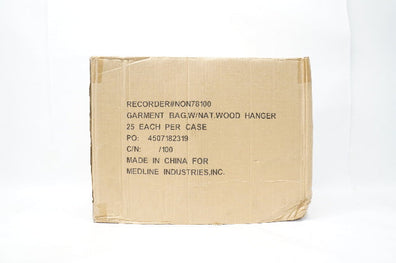 RECORDER#NON78100
GARMENT BAG,W/NAT.WOOD HANGER
25 EACH PER CASE
PO: 4507182319
C/N: /100
MADE IN CHINA FOR
MEDLINE INDUSTRIES,INC.